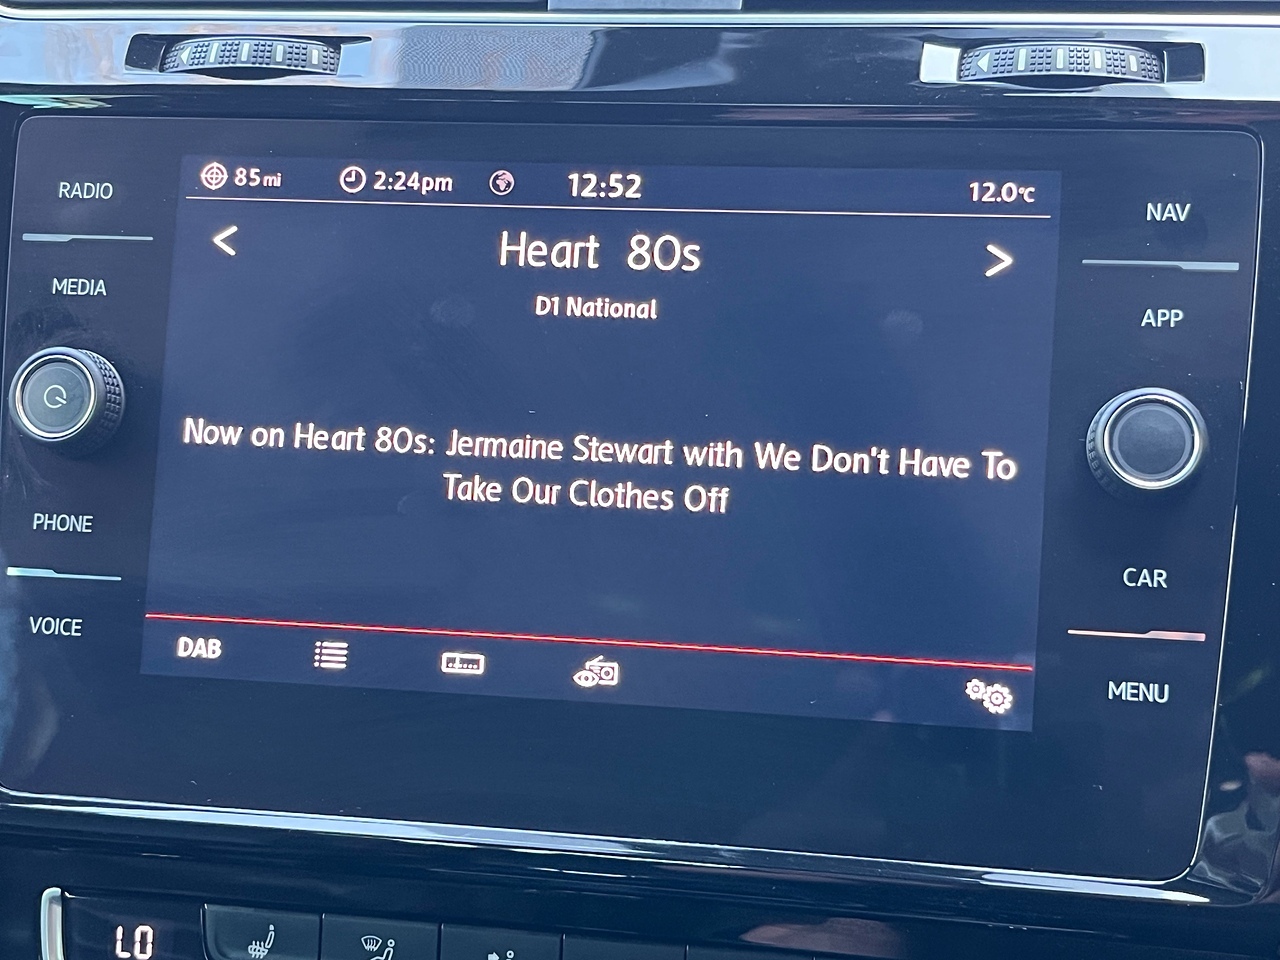 85mi 2:24pm 12:52 12.0°C
RADIO
NAV
Heart 80s
MEDIA
D1 National
APP
Now on Heart 80s: Jermaine Stewart with We Don't Have To
Take Our Clothes Off
PHONE
CAR
VOICE
DAB
MENU
LO